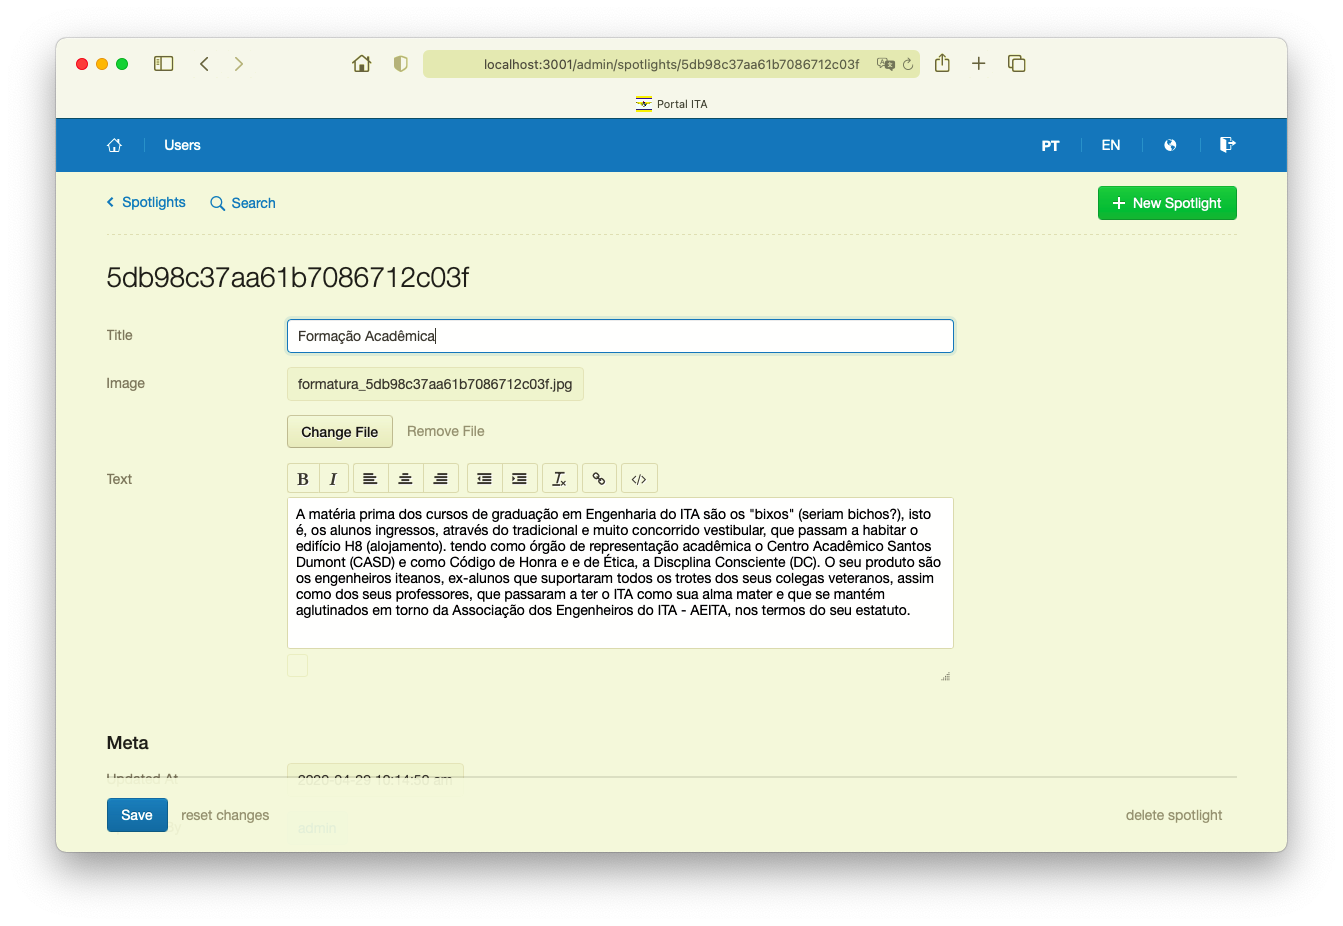 localhost:3001/admin/spotlights/5db98c37aa61b7086712c03f
Portal ITA
Users
PT
EN
Spotlights
Search
+ New Spotlight
5db98c37aa61b7086712c03f
Title
Formação Acadêmica
Image
formatura_5db98c37aa61b7086712c03f.jpg
Change File
Remove File
Text
B I
A matéria prima dos cursos de graduação em Engenharia do ITA são os "bixos" (seriam bichos?), isto
é, os alunos ingressos, através do tradicional e muito concorrido vestibular, que passam a habitar o
edifício H8 (alojamento). tendo como órgão de representação acadêmica o Centro Acadêmico Santos
Dumont (CASD) e como Código de Honra e e de Ética, a Discplina Consciente (DC). O seu produto são
os engenheiros iteanos, ex-alunos que suportaram todos os trotes dos seus colegas veteranos, assim
como dos seus professores, que passaram a ter o ITA como sua alma mater e que se mantém
aglutinados em torno da Associação dos Engenheiros do ITA - AEITA, nos termos do seu estatuto.
Meta
Updated At
Save
reset changes
admin
delete spotlight